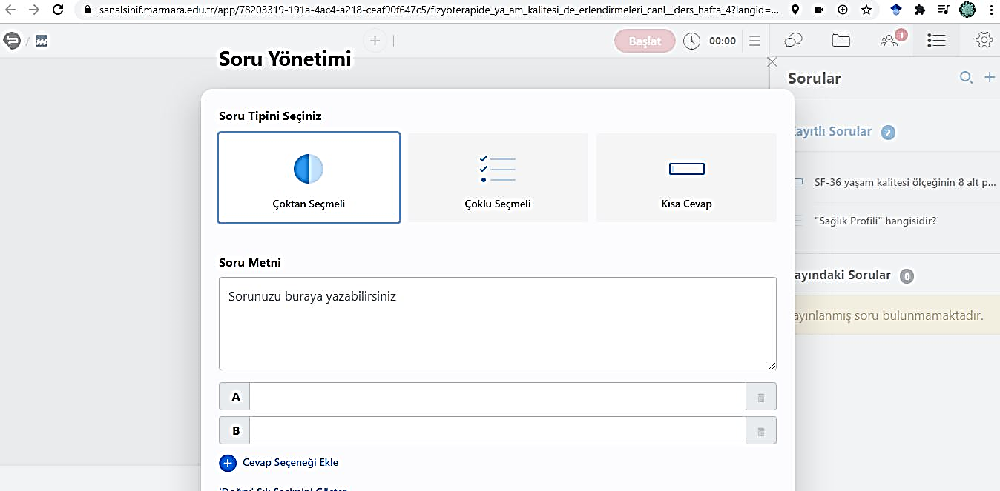 sanalsinif.marmara.edu.tr/app/78203319-191a-4ac4-a218-ceaf90f647c5/fizyoterapide_ya_am_kalitesi_de_erlendirmeleri_canl__ders_hafta_4?langid=...
Başlat
00:00
1
Soru Yönetimi
Soru Tipini Seçiniz
Çoktan Seçmeli
Çoklu Seçmeli
Kısa Cevap
Soru Metni
Sorunuzu buraya yazabilirsiniz
A
B
Cevap Seçeneği Ekle
'Doğru' Şık Seçimini Göster
Sorular
Kayıtlı Sorular 2
SF-36 yaşam kalitesi ölçeğinin 8 alt p...
"Sağlık Profili" hangisidir?
Yayındaki Sorular 0
ayınlanmış soru bulunmamaktadır.